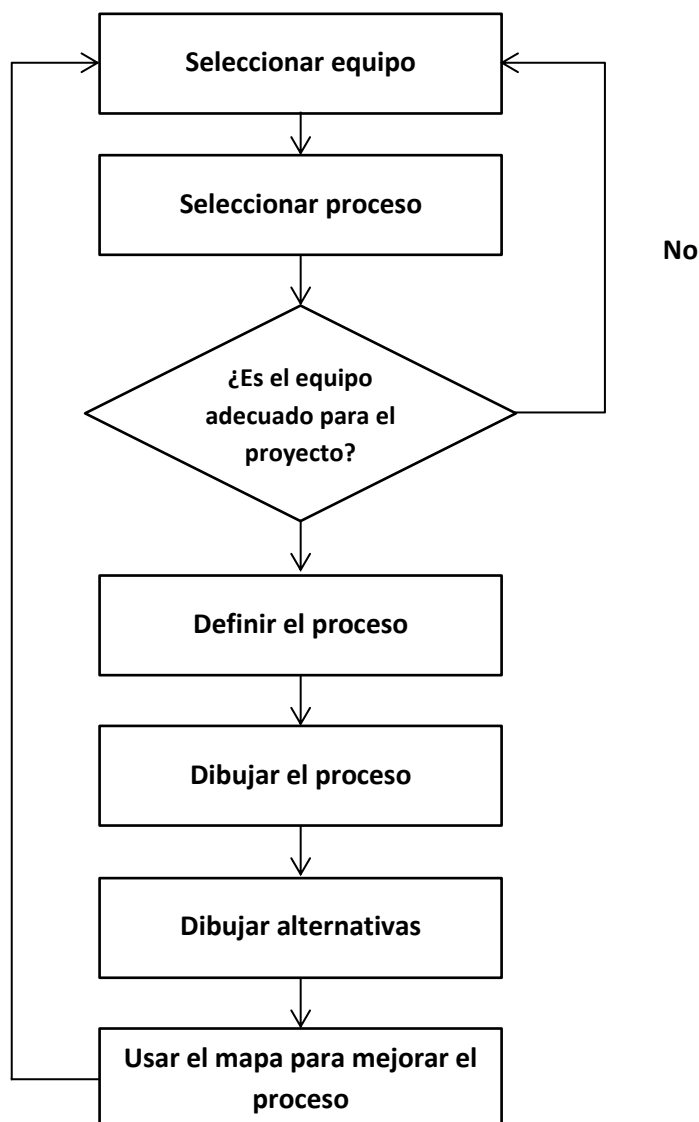 Seleccionar equipo
Seleccionar proceso
No
¿Es el equipo
adecuado para el
proyecto?
Definir el proceso
Dibujar el proceso
Dibujar alternativas
Usar el mapa para mejorar el
proceso